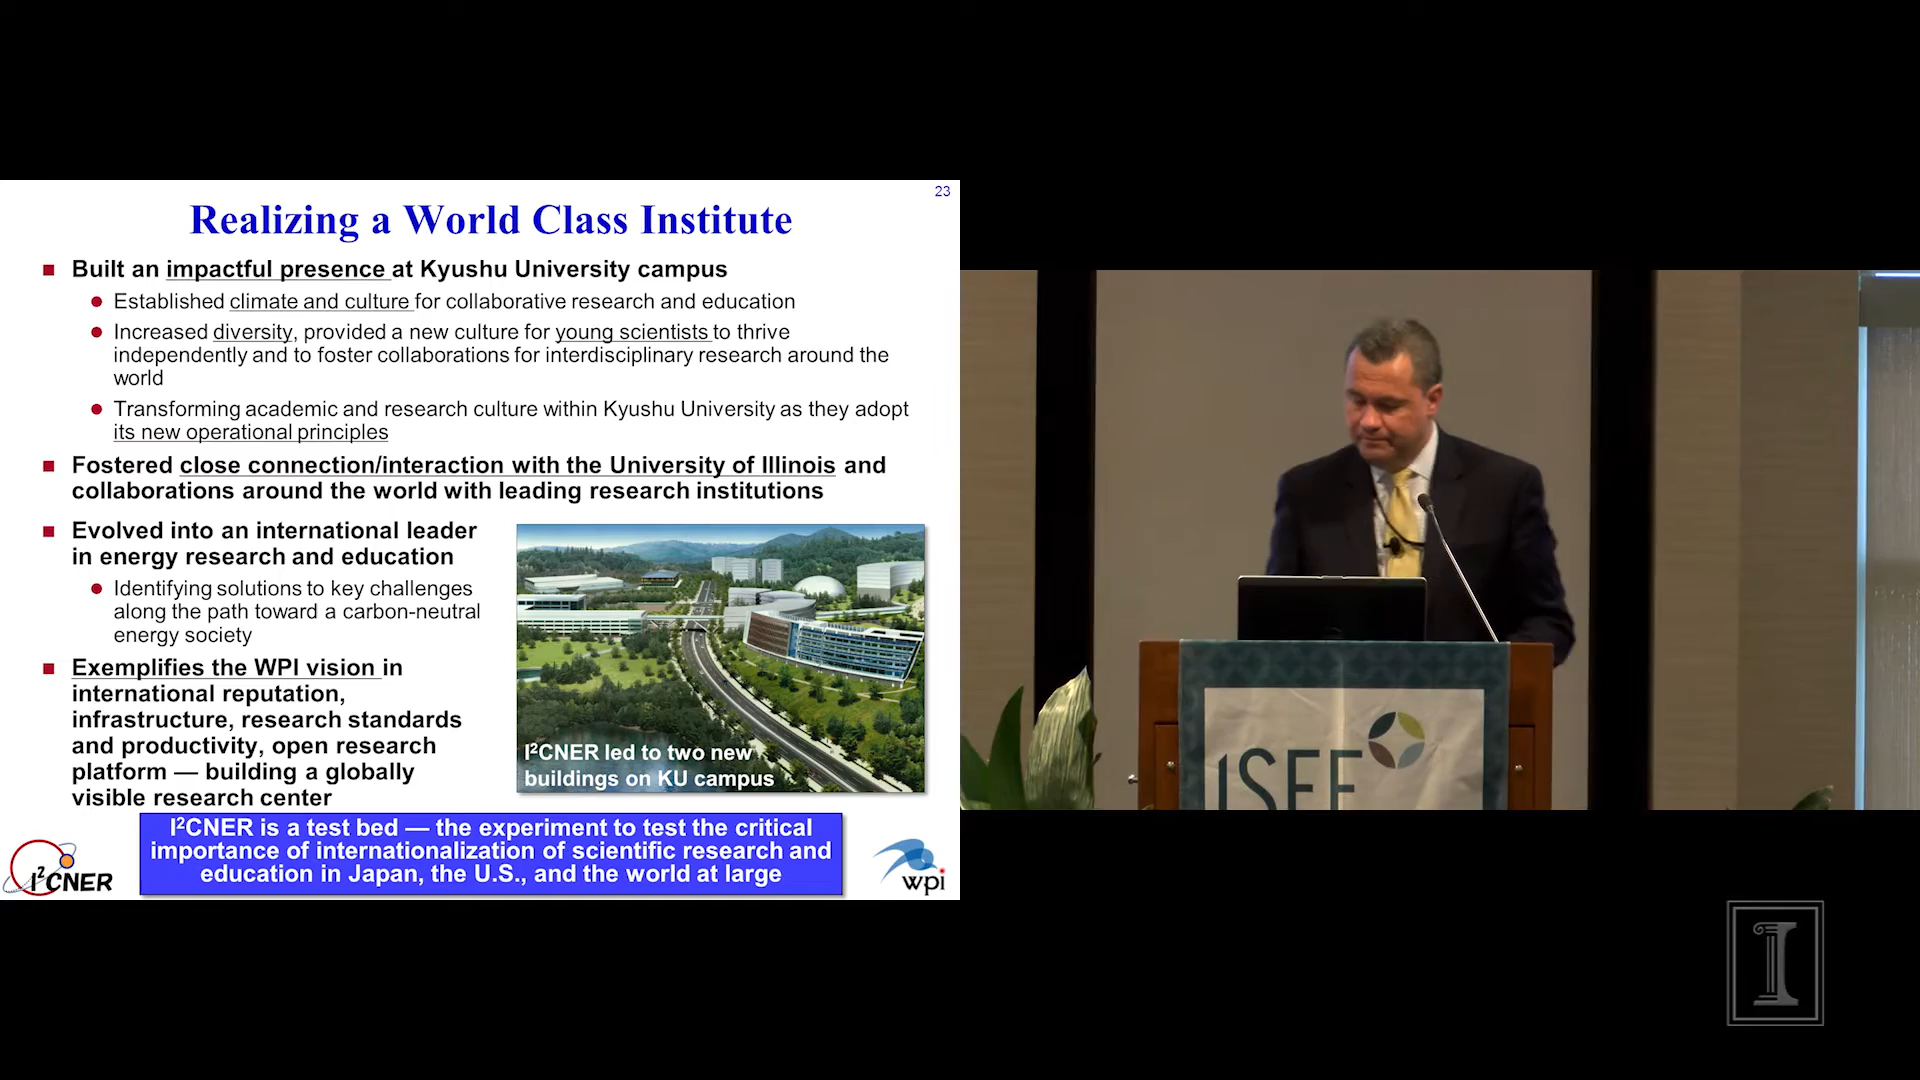 23
Realizing a World Class Institute
Built an impactful presence at Kyushu University campus
Established climate and culture for collaborative research and education
Increased diversity, provided a new culture for young scientists to thrive
independently and to foster collaborations for interdisciplinary research around the
world
Transforming academic and research culture within Kyushu University as they adopt
its new operational principles
Fostered close connection/interaction with the University of Illinois and
collaborations around the world with leading research institutions
Evolved into an international leader
in energy research and education
Identifying solutions to key challenges
along the path toward a carbon-neutral
energy society
Exemplifies the WPI vision in
international reputation,
infrastructure, research standards
and productivity, open research
platform — building a globally
visible research center
I²CNER led to two new
buildings on KU campus
I²CNER is a test bed — the experiment to test the critical
importance of internationalization of scientific research and
education in Japan, the U.S., and the world at large
I²CNER
wpi
iSEE
I